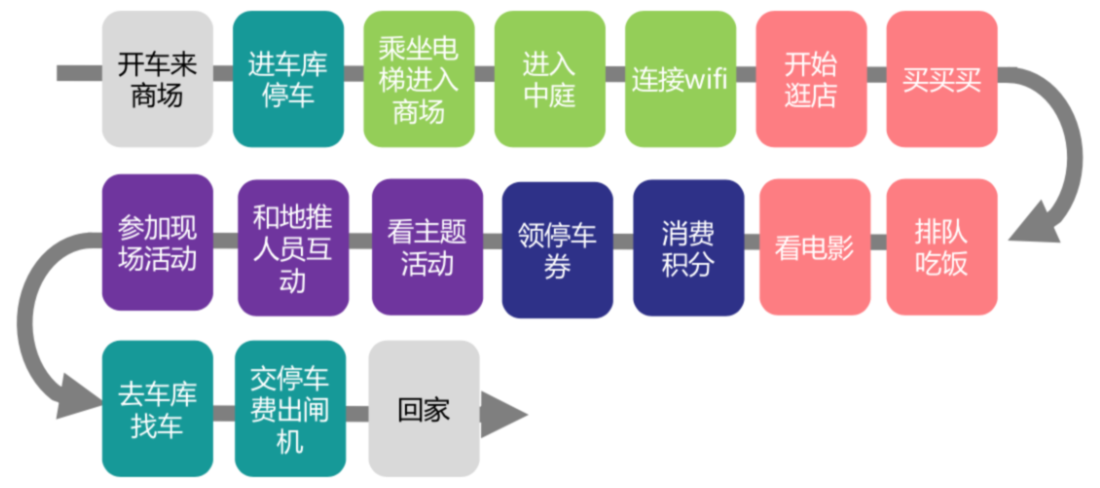 开车来
商场
进车库
停车
乘坐电
梯进入
商场
进入
中庭
连接wifi
开始
逛店
买买买
排队
吃饭
看电影
消费
积分
领停车
券
看主题
活动
和地推
人员互
动
参加现
场活动
去车库
找车
交停车
费出闸
机
回家